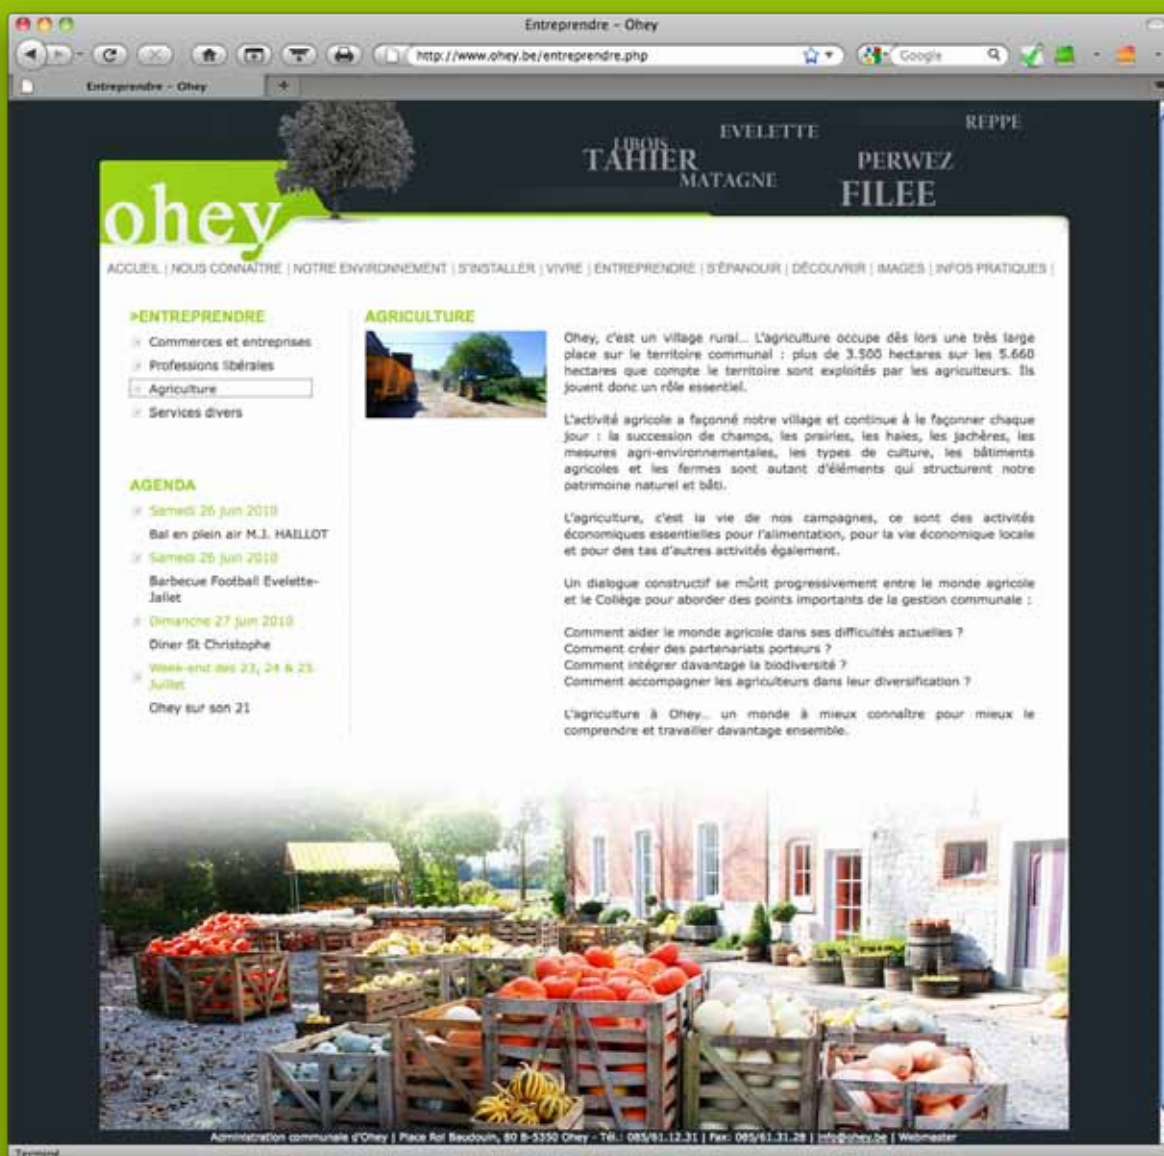 Entreprendre - Ohey
http://www.ohey.be/entreprendre.php
Google
Entreprendre - Ohey
REPPE
EVELETTE
LIBOIS
TAHIER
PERWEZ
MATAGNE
FILEE
ohey
ACCUEIL | NOUS CONNAÎTRE | NOTRE ENVIRONNEMENT | S'INSTALLER | VIVRE | ENTREPRENDRE | S'ÉPANOUIR | DÉCOUVRIR | IMAGES | INFOS PRATIQUES |
>ENTREPRENDRE
Commerces et entreprises
Professions libérales
Agriculture
Services divers
AGENDA
Samedi 26 juin 2010
Bal en plein air M.J. HAILLOT
Samedi 26 juin 2010
Barbecue Football Evelette-
Jallet
Dimanche 27 juin 2010
Diner St Christophe
Week-end des 23, 24 & 25
Juillet
Ohey sur son 21
AGRICULTURE
Ohey, c'est un village rural... L'agriculture occupe dès lors une très large
place sur le territoire communal : plus de 3.500 hectares sur les 5.660
hectares que compte le territoire sont exploités par les agriculteurs. Ils
jouent donc un rôle essentiel.
L'activité agricole a façonné notre village et continue à le façonner chaque
jour : la succession de champs, les prairies, les haies, les jachères, les
mesures agri-environnementales, les types de culture, les bâtiments
agricoles et les fermes sont autant d'éléments qui structurent notre
patrimoine naturel et bâti.
L'agriculture, c'est la vie de nos campagnes, ce sont des activités
économiques essentielles pour l'alimentation, pour la vie économique locale
et pour des tas d'autres activités également.
Un dialogue constructif se mûrit progressivement entre le monde agricole
et le Collège pour aborder des points importants de la gestion communale :
Comment aider le monde agricole dans ses difficultés actuelles ?
Comment créer des partenariats porteurs ?
Comment intégrer davantage la biodiversité ?
Comment accompagner les agriculteurs dans leur diversification ?
L'agriculture à Ohey... un monde à mieux connaître pour mieux le
comprendre et travailler davantage ensemble.
Administration communale d'Ohey | Place Roi Baudouin, 80 B-5350 Ohey - Tél.: 085/61.12.31 | Fax: 085/61.31.28 | info@ohey.be | Webmaster
Terminé